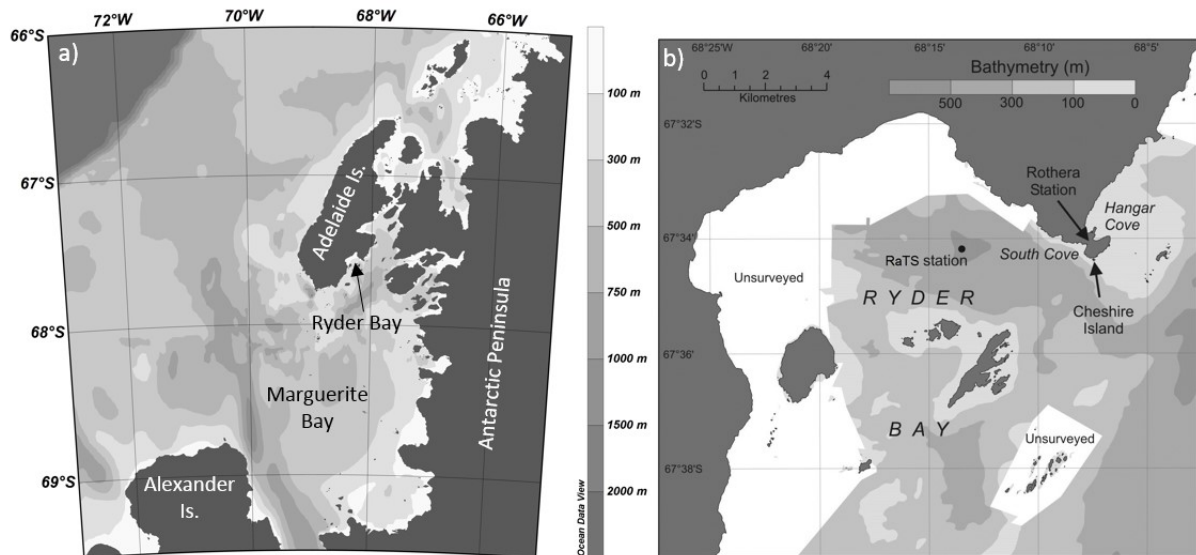 72°W 70°W 68°W 66°W
66°S
a)
67°S
68°S
69°S
Adelaide Is.
Ryder Bay
Marguerite
Bay
Alexander
Is.
Antarctic Peninsula
100 m
300 m
500 m
750 m
1000 m
1500 m
2000 m
Ocean Data View
b)
68°25'W 68°20' 68°15' 68°10' 68°5'
0 2 4
Kilometres
Bathymetry (m)
500 300 100 0
67°32'S
67°34'S
67°36'S
67°38'S
Rothera
Station
Hangar
Cove
South Cove
RaTS station
Unsurveyed
RYDER
Cheshire
Island
BAY
Unsurveyed